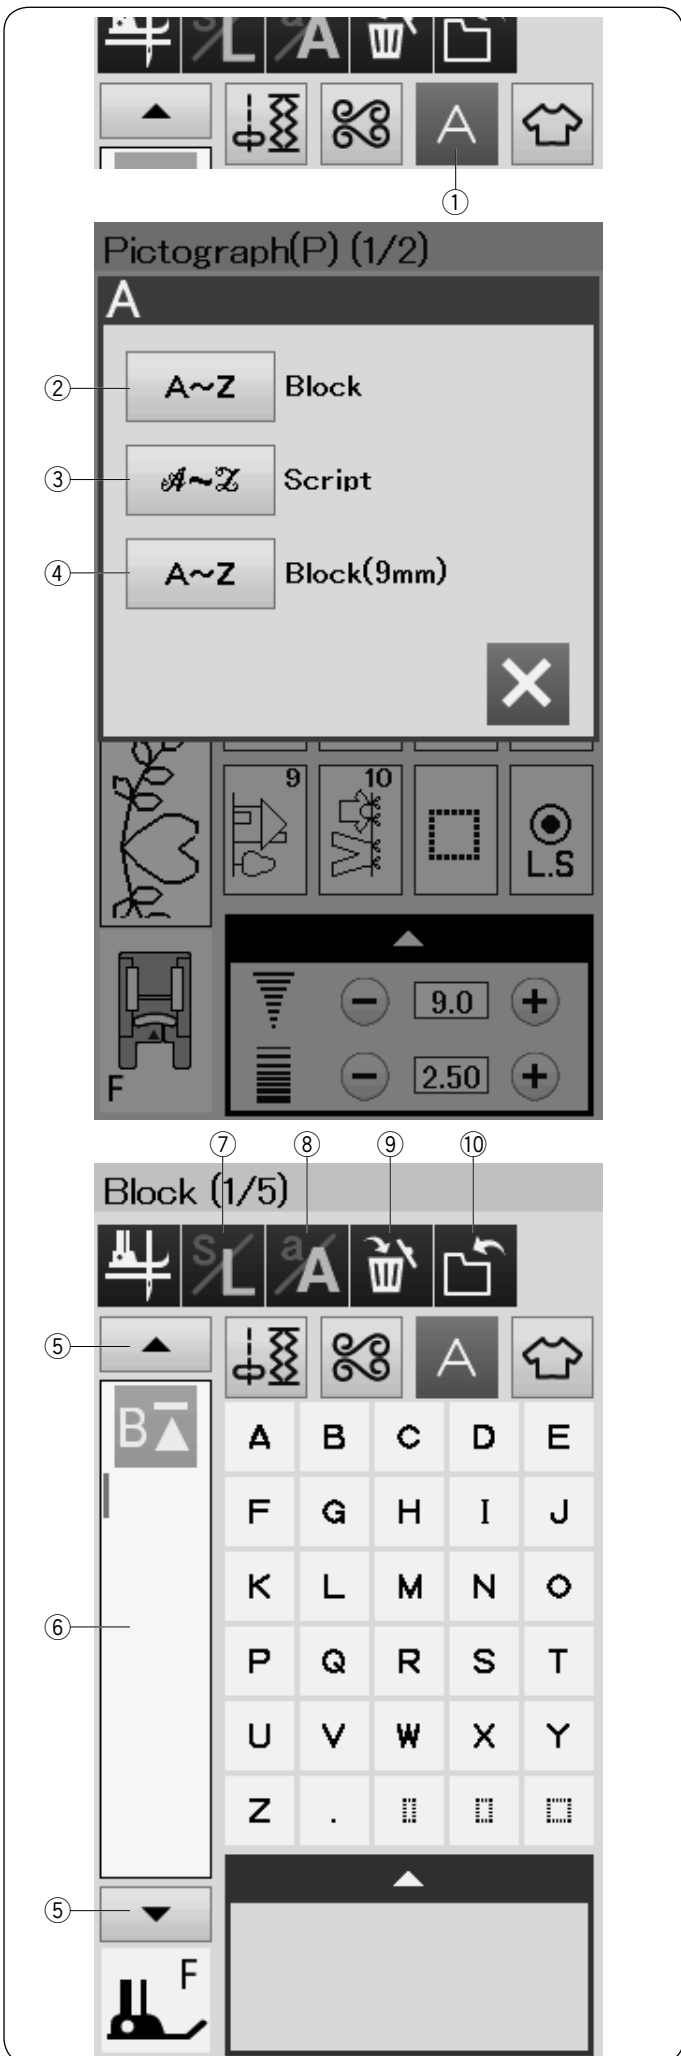 S/L a/A
A
①
Pictograph(P) (1/2)
A
② A~Z Block
③ A~Z Script
④ A~Z Block(9mm)
9 10
L.S
9.0
F 2.50
⑦ ⑧ ⑨ ⑩
Block (1/5)
S/L a/A
⑤ A
B A B C D E
F G H I J
K L M N O
⑥
P Q R S T
U V W X Y
Z .
⑤
F